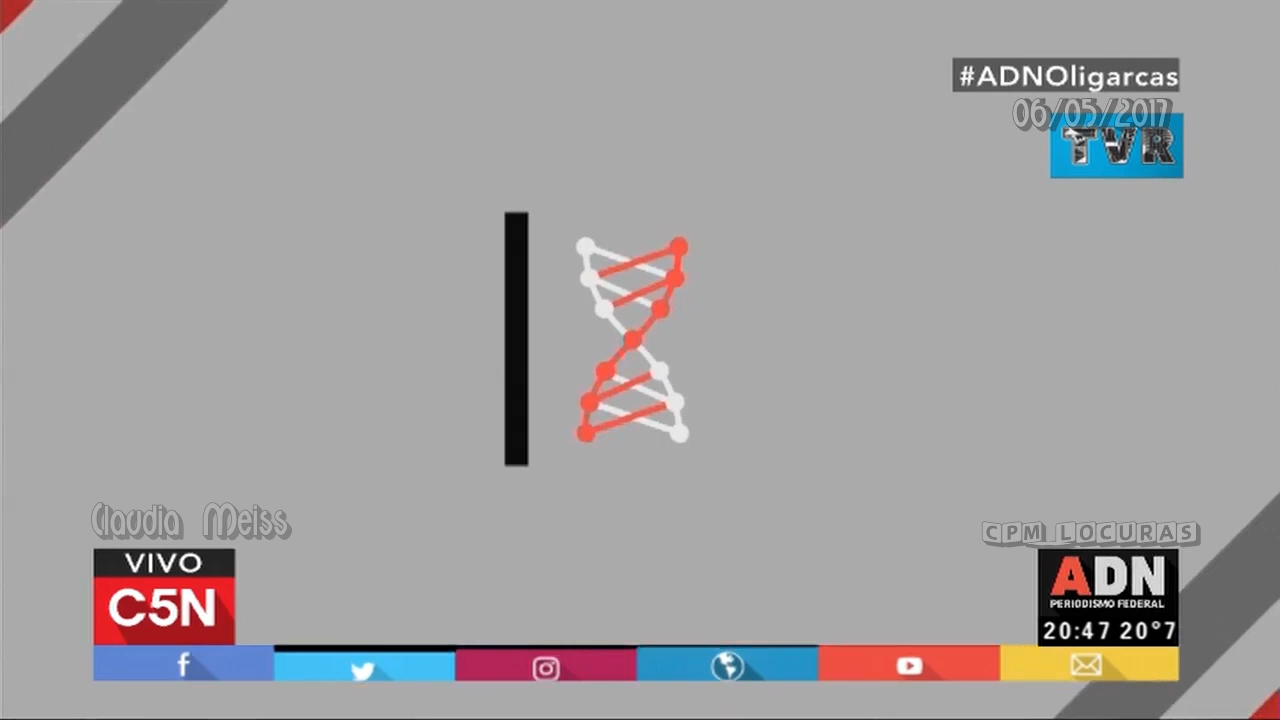 #ADNOligarcas
06/05/2017
TVR
Claudia Meiss
CPM LOCURAS
VIVO
C5N
ADN
PERIODISMO FEDERAL
20:47 20°7